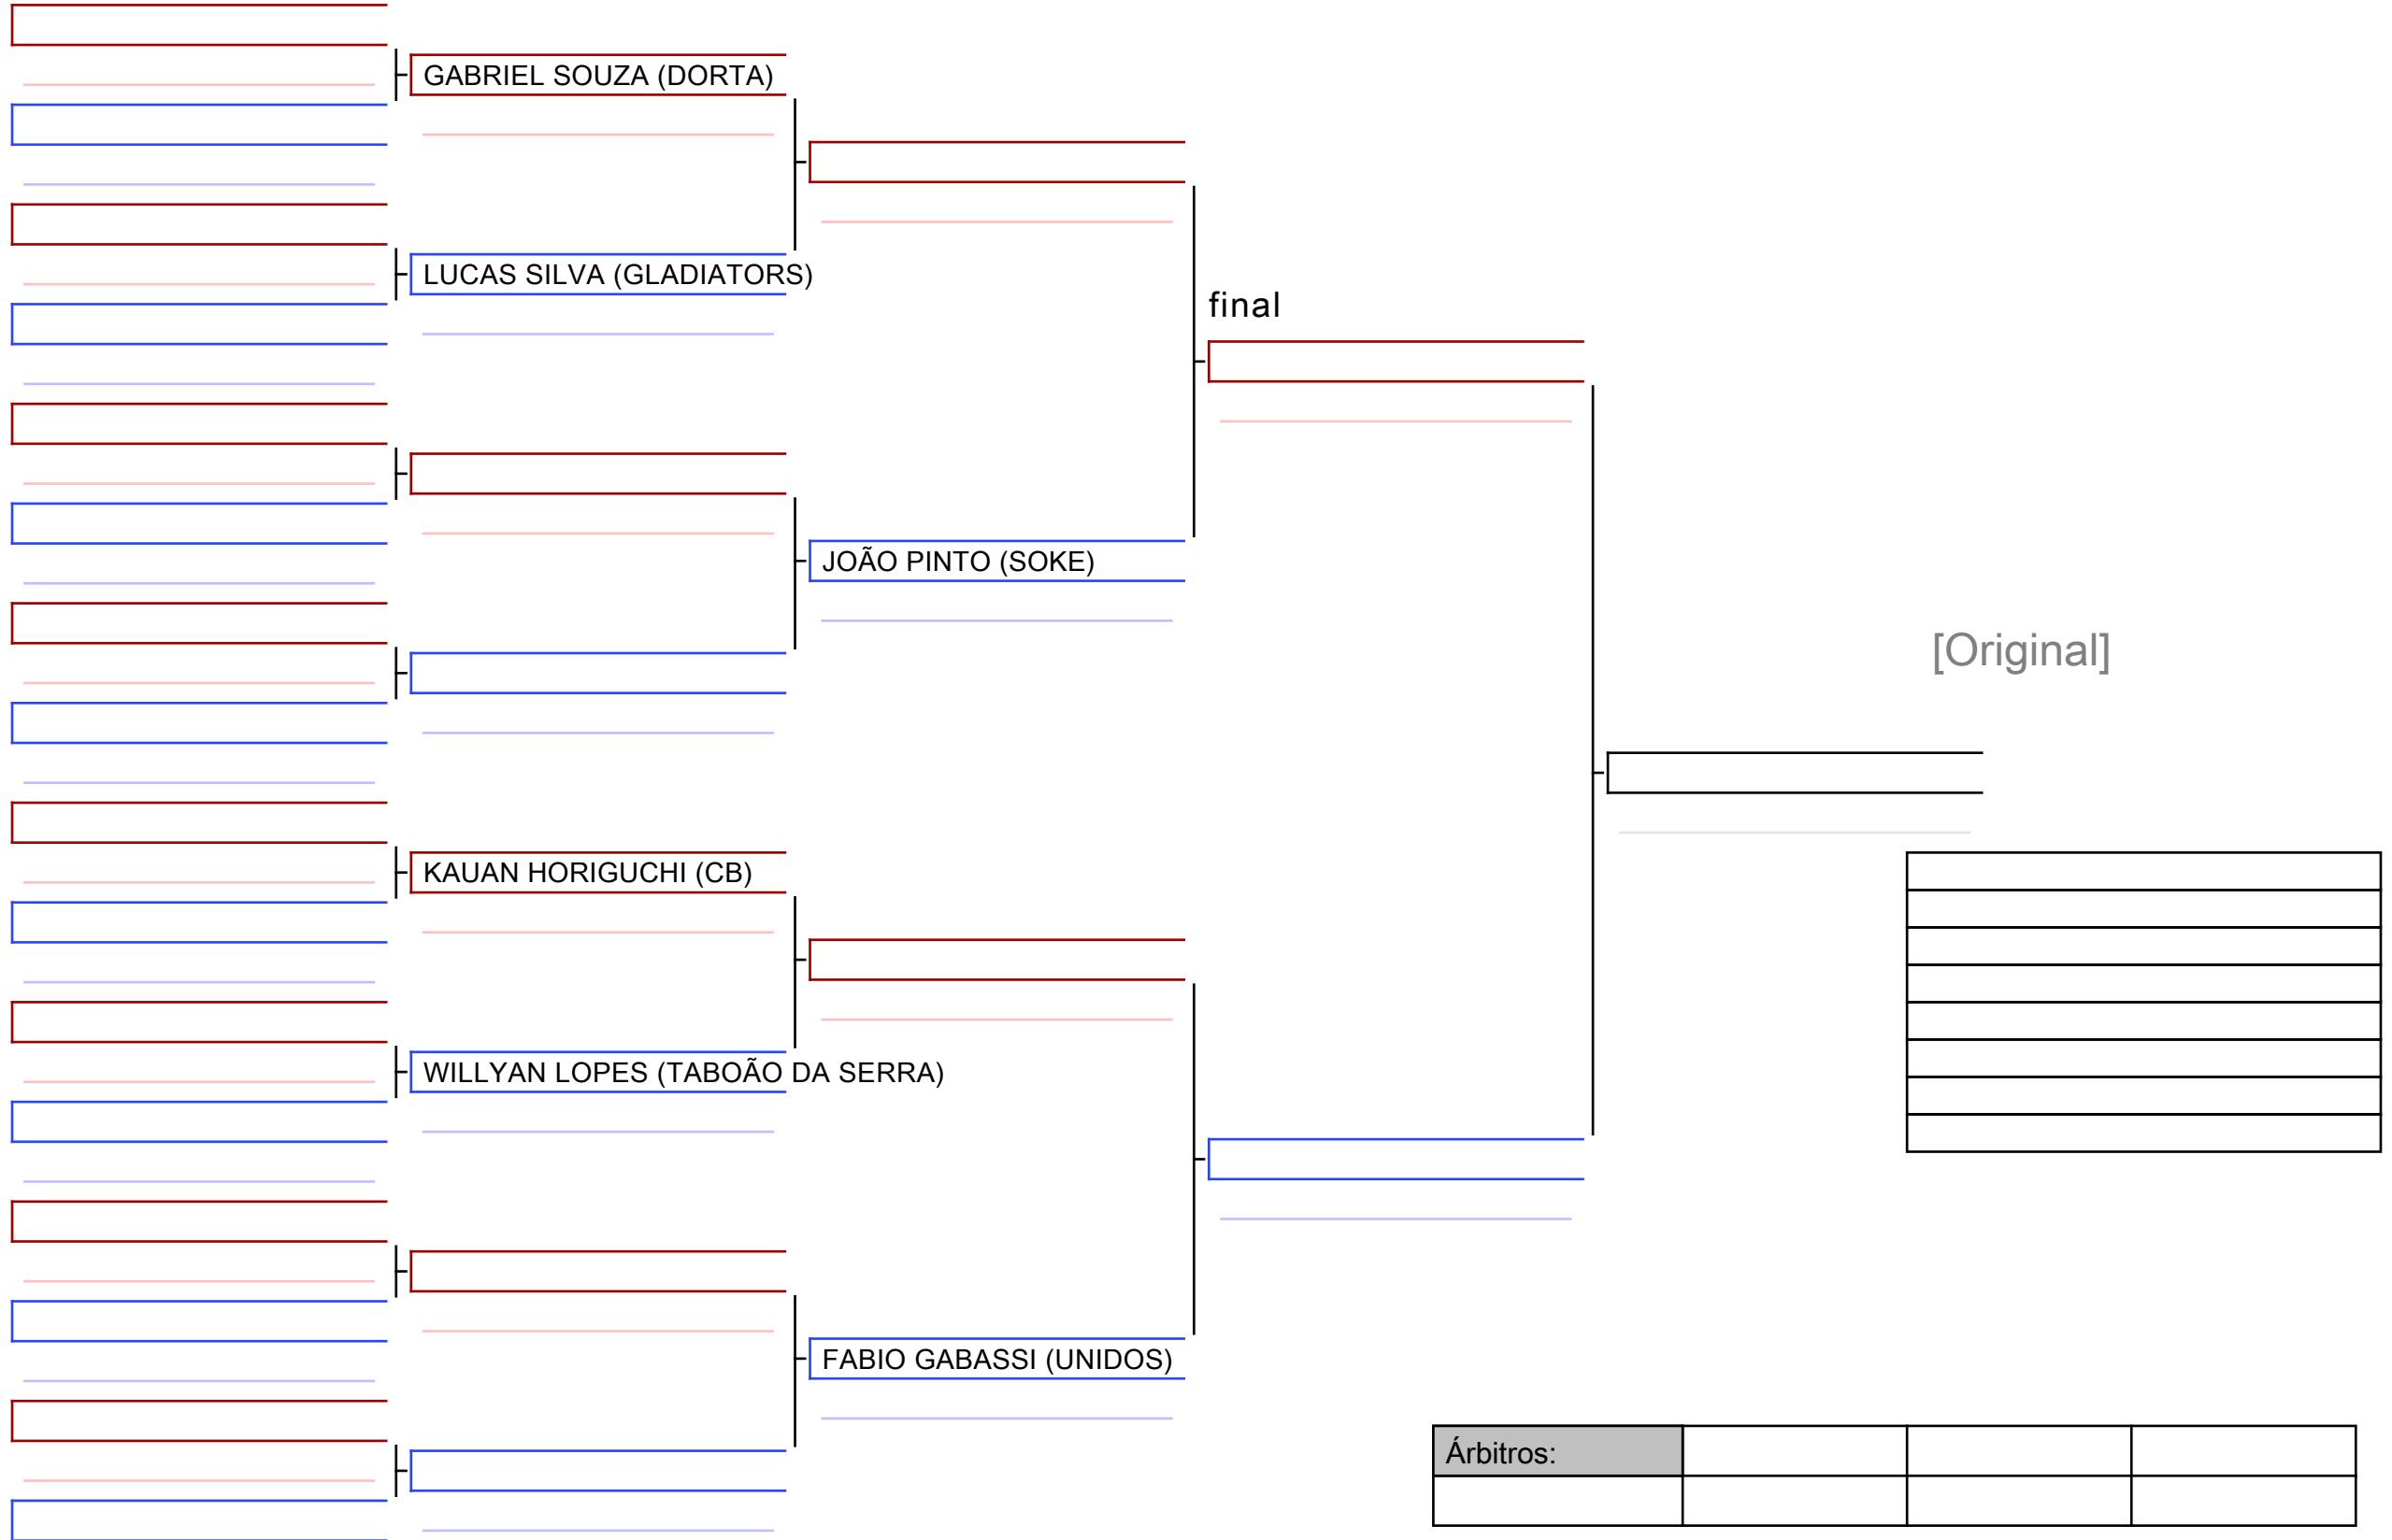 GABRIEL SOUZA (DORTA)
LUCAS SILVA (GLADIATORS)
final
JOÃO PINTO (SOKE)
[Original]
KAUAN HORIGUCHI (CB)
WILLYAN LOPES (TABOÃO DA SERRA)
FABIO GABASSI (UNIDOS)
Árbitros: